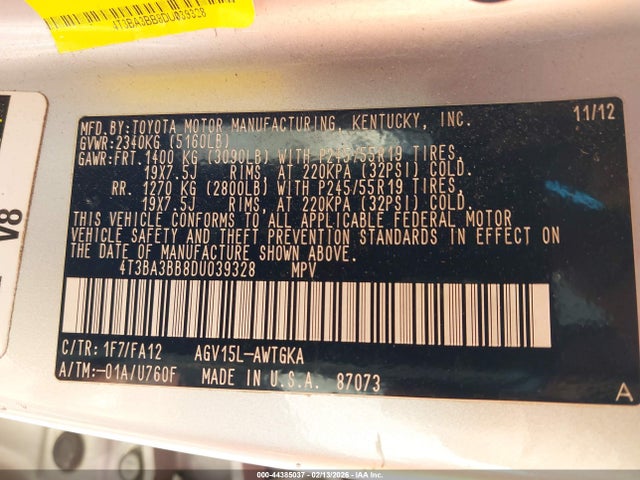 4T3BA3BB8DU039328
MFD.BY:TOYOTA MOTOR MANUFACTURING, KENTUCKY, INC. 11/12
GVWR:2340KG (5160LB)
GAWR:FRT. 1400 KG (3090LB) WITH P245/55R19 TIRES,
19X7.5J RIMS, AT 220KPA (32PSI) COLD.
RR. 1270 KG (2800LB) WITH P245/55R19 TIRES,
19X7.5J RIMS, AT 220KPA (32PSI) COLD.
THIS VEHICLE CONFORMS TO ALL APPLICABLE FEDERAL MOTOR
VEHICLE SAFETY AND THEFT PREVENTION STANDARDS IN EFFECT ON
THE DATE OF MANUFACTURE SHOWN ABOVE.
4T3BA3BB8DU039328 MPV
C/TR: 1F7/FA12 AGV15L-AWTGKA
A/TM:-01A/U760F MADE IN U.S.A. 87073 A
V8
000-44385037 - 02/13/2026 - IAAI.COM